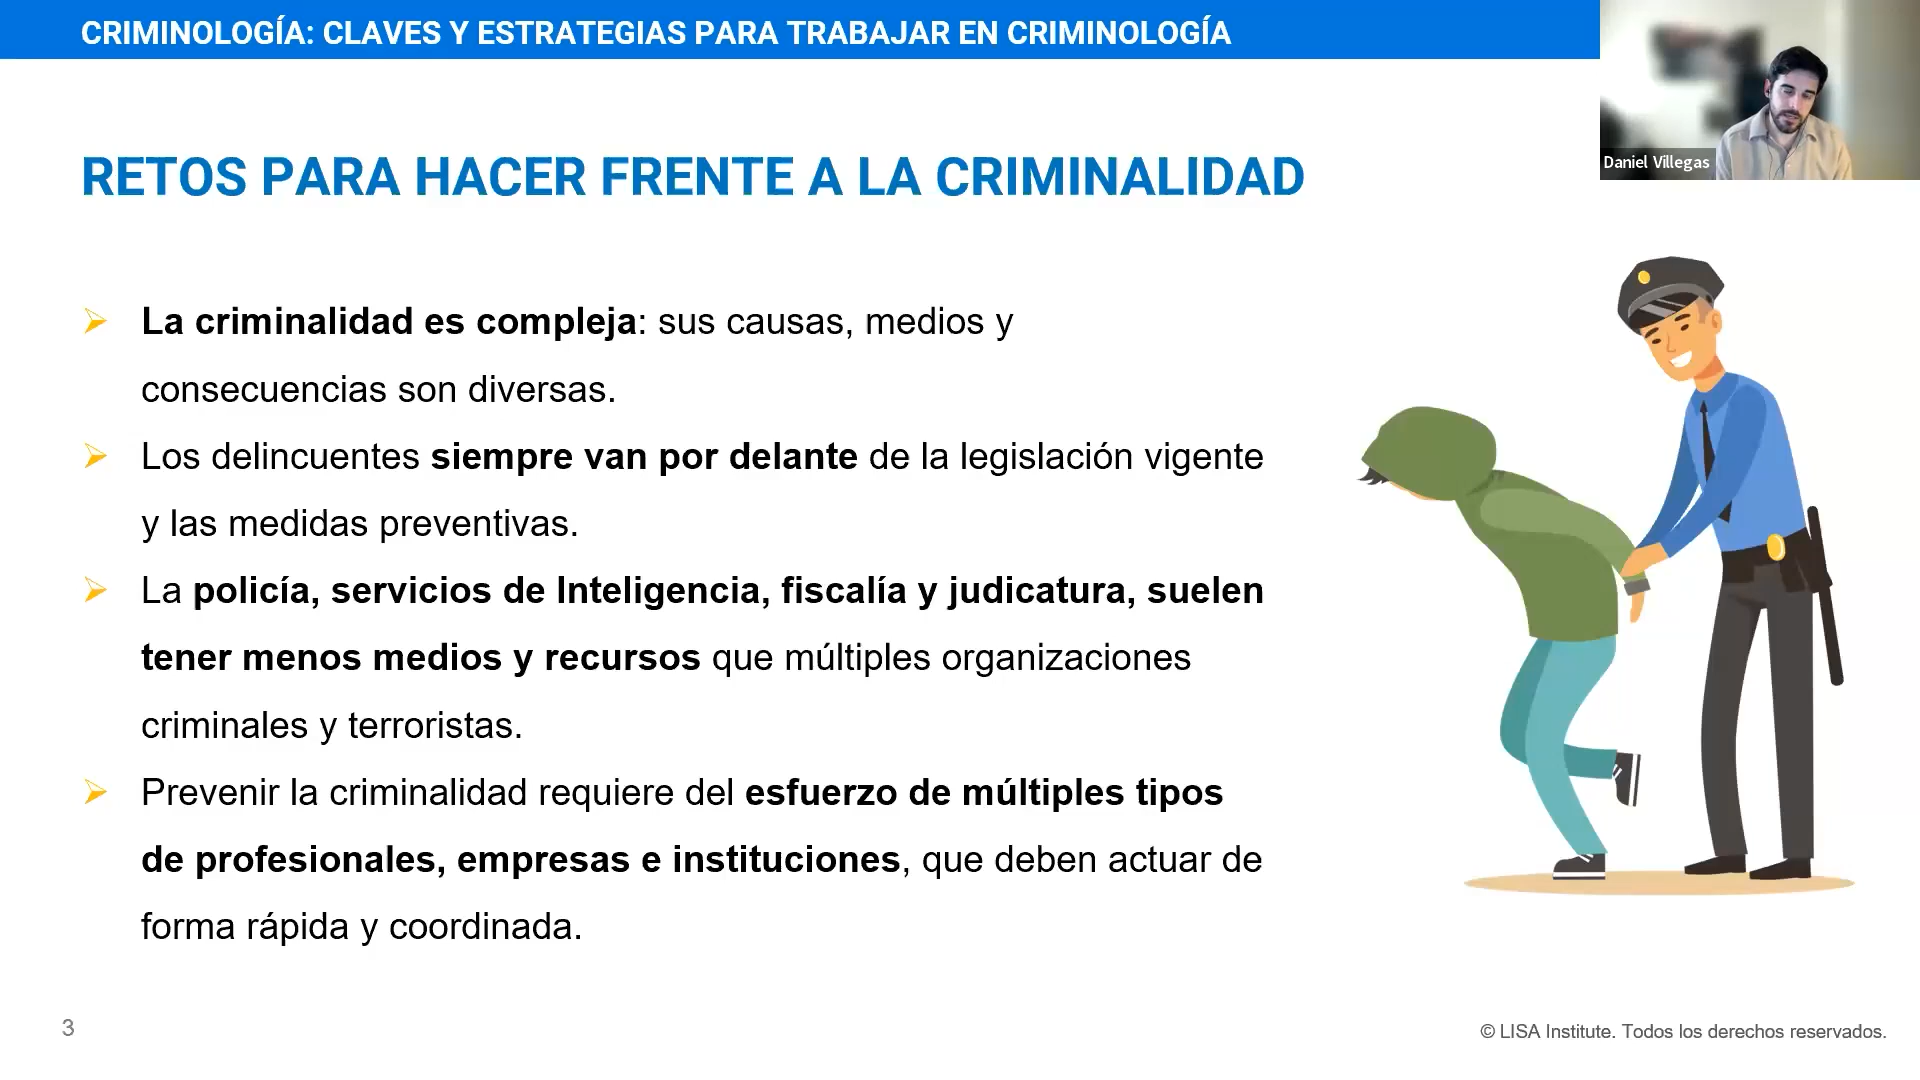 CRIMINOLOGÍA: CLAVES Y ESTRATEGIAS PARA TRABAJAR EN CRIMINOLOGÍA
Daniel Villegas
RETOS PARA HACER FRENTE A LA CRIMINALIDAD
La criminalidad es compleja: sus causas, medios y
consecuencias son diversas.
Los delincuentes siempre van por delante de la legislación vigente
y las medidas preventivas.
La policía, servicios de Inteligencia, fiscalía y judicatura, suelen
tener menos medios y recursos que múltiples organizaciones
criminales y terroristas.
Prevenir la criminalidad requiere del esfuerzo de múltiples tipos
de profesionales, empresas e instituciones, que deben actuar de
forma rápida y coordinada.
3
© LISA Institute. Todos los derechos reservados.